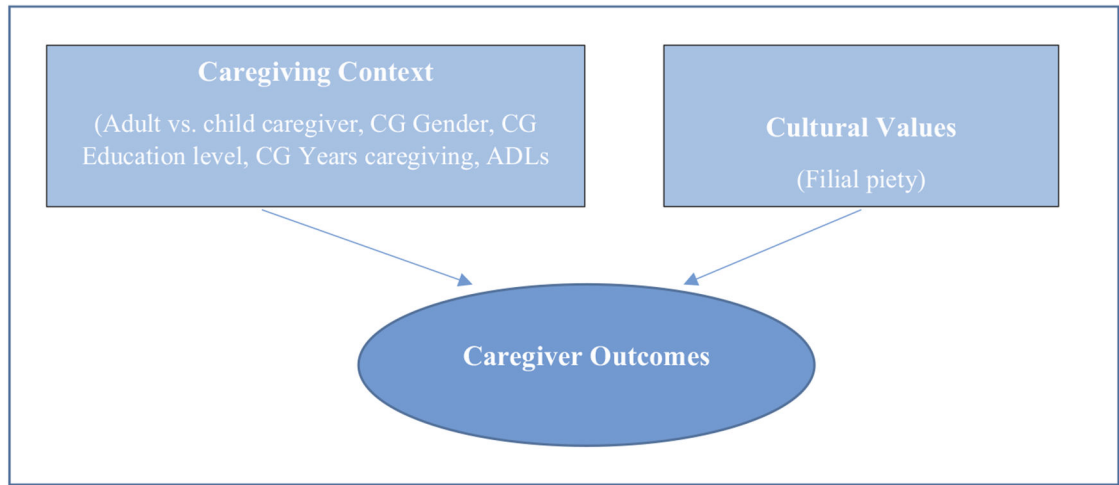 Caregiving Context
(Adult vs. child caregiver, CG Gender, CG
Education level, CG Years caregiving, ADLs
Cultural Values
(Filial piety)
Caregiver Outcomes